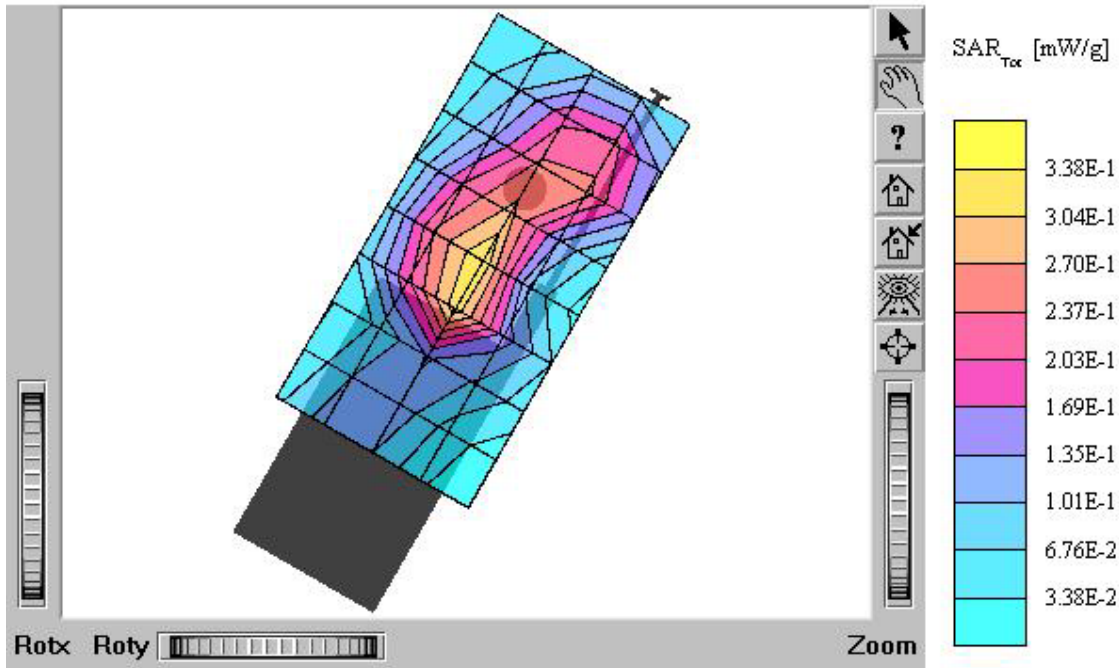 SAR_Tot [mW/g]
?
3.38E-1
3.04E-1
2.70E-1
2.37E-1
2.03E-1
1.69E-1
1.35E-1
1.01E-1
6.76E-2
3.38E-2
Rotx Roty Zoom